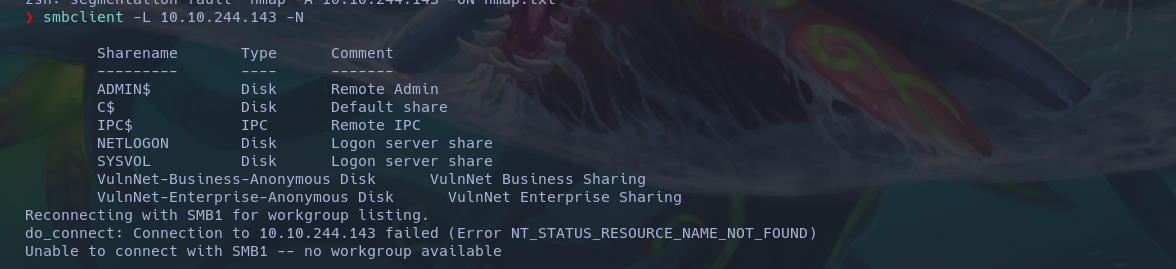 zsh: segmentation fault  nmap -A 10.10.244.143 -oN nmap.txt
❯ smbclient -L 10.10.244.143 -N
Sharename       Type      Comment
---------       ----      -------
ADMIN$          Disk      Remote Admin
C$              Disk      Default share
IPC$            IPC       Remote IPC
NETLOGON        Disk      Logon server share
SYSVOL          Disk      Logon server share
VulnNet-Business-Anonymous Disk      VulnNet Business Sharing
VulnNet-Enterprise-Anonymous Disk      VulnNet Enterprise Sharing
Reconnecting with SMB1 for workgroup listing.
do_connect: Connection to 10.10.244.143 failed (Error NT_STATUS_RESOURCE_NAME_NOT_FOUND)
Unable to connect with SMB1 -- no workgroup available